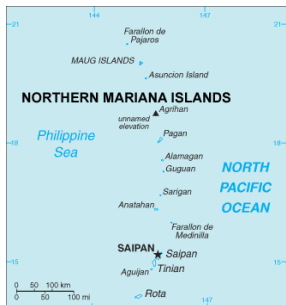 144
147
21
21
Farallon de
Pajaros
MAUG ISLANDS
Asuncion Island
NORTHERN MARIANA ISLANDS
unnamed
elevation
Agrihan
Philippine
Sea
Pagan
18
Alamagan
Guguan
NORTH
PACIFIC
OCEAN
Sarigan
Anatahan
Farallon de
Medinilla
SAIPAN
Saipan
15
15
Aguijan
Tinian
0 50 100 km
0 50 100 mi
Rota
147